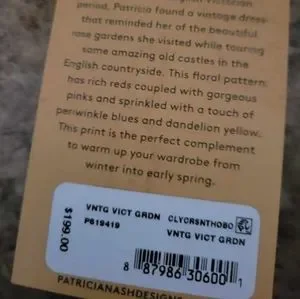 period, Patricia found a vintage dress
that reminded her of the beautiful
rose gardens she visited while touring
some amazing old castles in the
English countryside. This floral pattern
has rich reds coupled with gorgeous
pinks and sprinkled with a touch of
periwinkle blues and dandelion yellow.
This print is the perfect complement
to warm up your wardrobe from
winter into early spring.
VNTG VICT GRDN CLYCRSNTHOBO
P619419
VNTG VICT GRDN
$199.00
8 87986 30600 1
PATRICIANASHDESIGNS